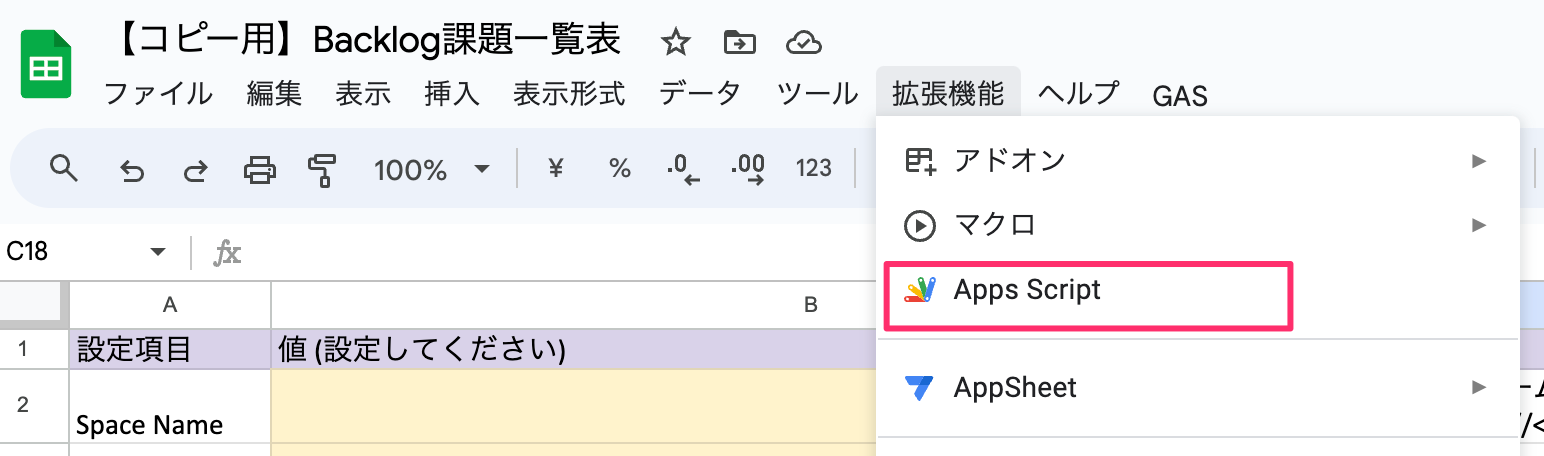 【コピー用】Backlog課題一覧表
ファイル 編集 表示 挿入 表示形式 データ ツール 拡張機能 ヘルプ GAS
100% ¥ % .0 .00 123
アドオン
マクロ
Apps Script
AppSheet
C18 fx
A B
1 設定項目 値 (設定してください)
2 Space Name
//<